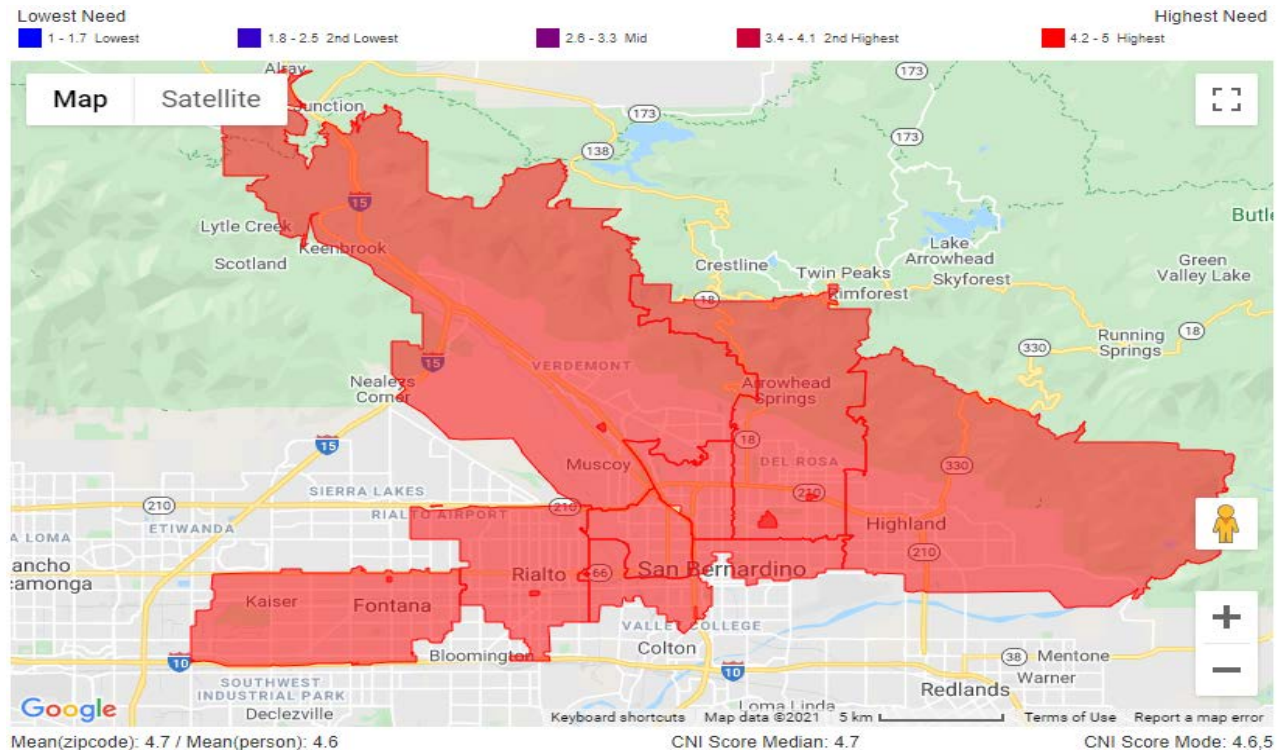 Lowest Need
Highest Need
1 - 1.7 Lowest
1.8 - 2.5 2nd Lowest
2.6 - 3.3 Mid
3.4 - 4.1 2nd Highest
4.2 - 5 Highest
Map
Satellite
Alray
Junction
173
173
173
138
15
Lytle Creek
Keenbrook
Scotland
Butle
Lake
Arrowhead
Green
Valley Lake
Crestline
Twin Peaks
Skyforest
Rimforest
18
Running
Springs
18
330
15
VERDEMONT
Nealeys
Corner
Arrowhead
Springs
15
18
Muscoy
DEL ROSA
330
SIERRA LAKES
210
210
210
RIALTO AIRPORT
ETIWANDA
Highland
A LOMA
210
ancho
camonga
Rialto
66
San Bernardino
Kaiser
Fontana
VALLEY COLLEGE
Bloomington
Colton
10
10
38
Mentone
Warner
SOUTHWEST
INDUSTRIAL PARK
Redlands
Loma Linda
Declezville
Google
Keyboard shortcuts
Map data ©2021
5 km
Terms of Use
Report a map error
Mean(zipcode): 4.7 / Mean(person): 4.6
CNI Score Median: 4.7
CNI Score Mode: 4.6,5